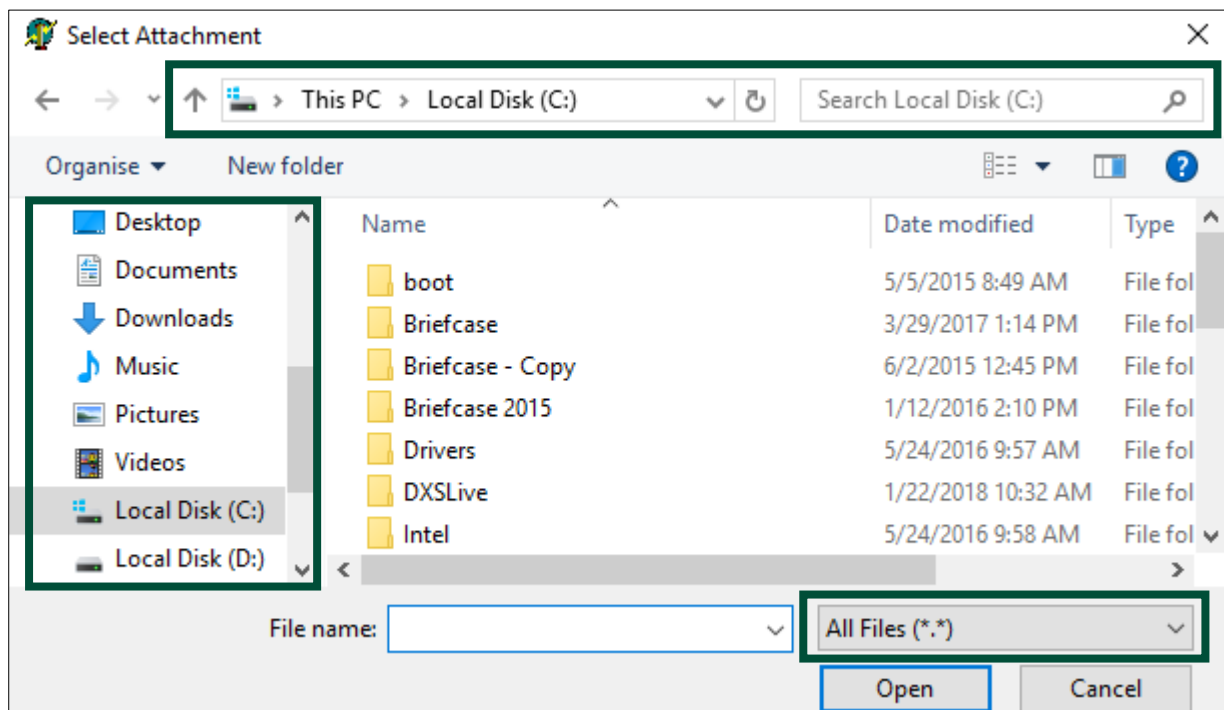 Select Attachment
This PC > Local Disk (C:) Search Local Disk (C:)
Organise New folder
Desktop
Documents
Downloads
Music
Pictures
Videos
Local Disk (C:)
Local Disk (D:)
Name Date modified Type
boot 5/5/2015 8:49 AM File fol
Briefcase 3/29/2017 1:14 PM File fol
Briefcase - Copy 6/2/2015 12:45 PM File fol
Briefcase 2015 1/12/2016 2:10 PM File fol
Drivers 5/24/2016 9:57 AM File fol
DXSLive 1/22/2018 10:32 AM File fol
Intel 5/24/2016 9:58 AM File fol
File name: All Files (*.*)
Open Cancel